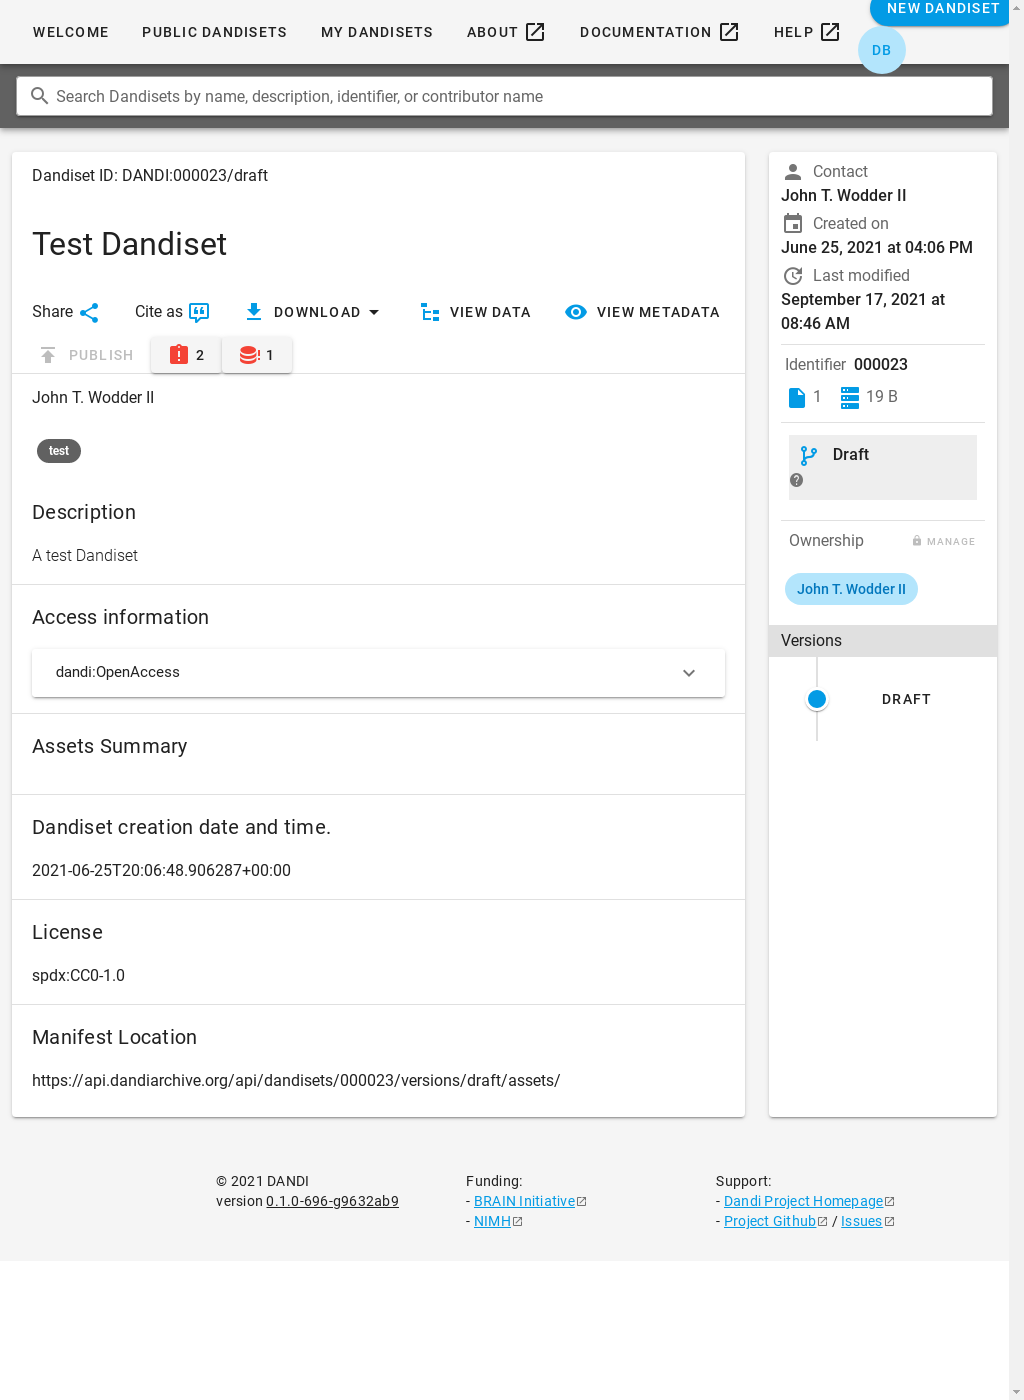 NEW DANDISET
WELCOME PUBLIC DANDISETS MY DANDISETS ABOUT DOCUMENTATION HELP
DB
Search Dandisets by name, description, identifier, or contributor name
Dandiset ID: DANDI:000023/draft
Test Dandiset
Share Cite as DOWNLOAD VIEW DATA VIEW METADATA
PUBLISH 2 1
John T. Wodder II
test
Description
A test Dandiset
Access information
dandi:OpenAccess
Assets Summary
Dandiset creation date and time.
2021-06-25T20:06:48.906287+00:00
License
spdx:CC0-1.0
Manifest Location
https://api.dandiarchive.org/api/dandisets/000023/versions/draft/assets/
Contact
John T. Wodder II
Created on
June 25, 2021 at 04:06 PM
Last modified
September 17, 2021 at
08:46 AM
Identifier 000023
1 19 B
Draft
Ownership MANAGE
John T. Wodder II
Versions
DRAFT
© 2021 DANDI
version 0.1.0-696-g9632ab9
Funding:
- BRAIN Initiative
- NIMH
Support:
- Dandi Project Homepage
- Project Github / Issues